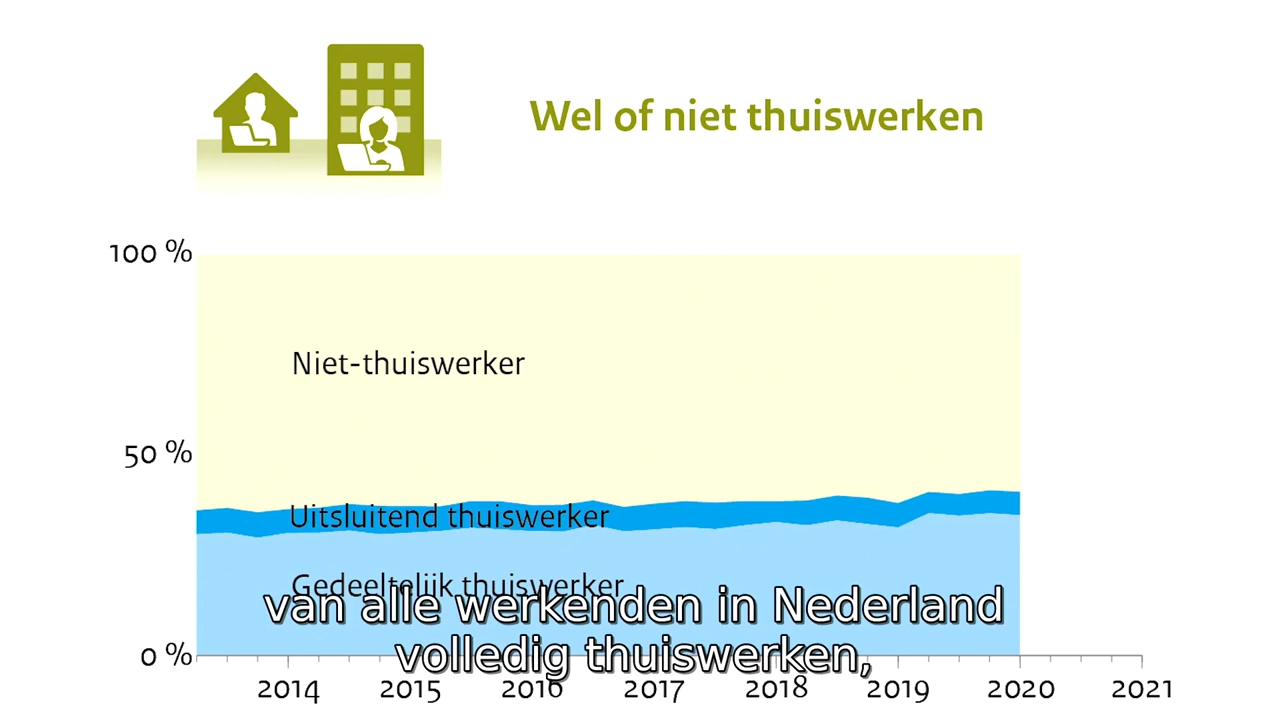 Wel of niet thuiswerken
100 %
Niet-thuiswerker
50 %
Uitsluitend thuiswerker
Gedeeltelijk thuiswerker
van alle werkenden in Nederland
volledig thuiswerken,
0 %
2014 2015 2016 2017 2018 2019 2020 2021